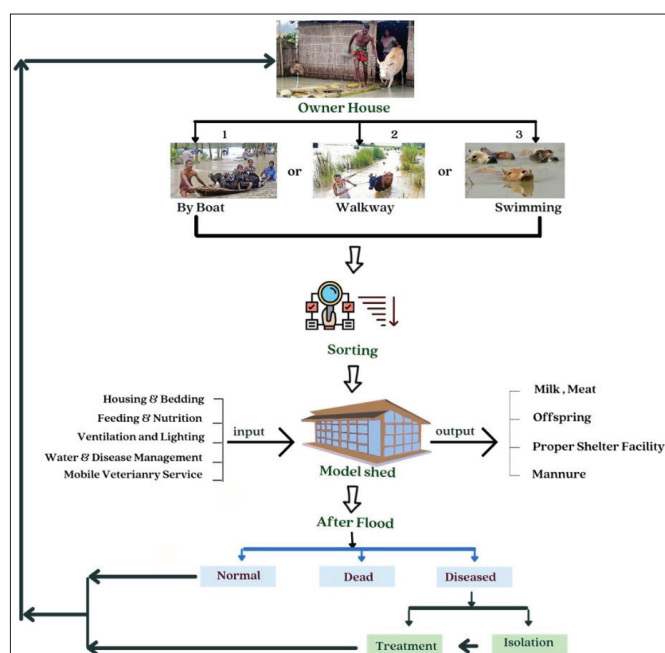 Owner House
1
2
3
or
or
By Boat
Walkway
Swimming
Sorting
Housing & Bedding
Feeding & Nutrition
Ventilation and Lighting
Water & Disease Management
Mobile Veterianry Service
input
Model shed
output
Milk , Meat
Offspring
Proper Shelter Facility
Mannure
After Flood
Normal
Dead
Diseased
Treatment
Isolation